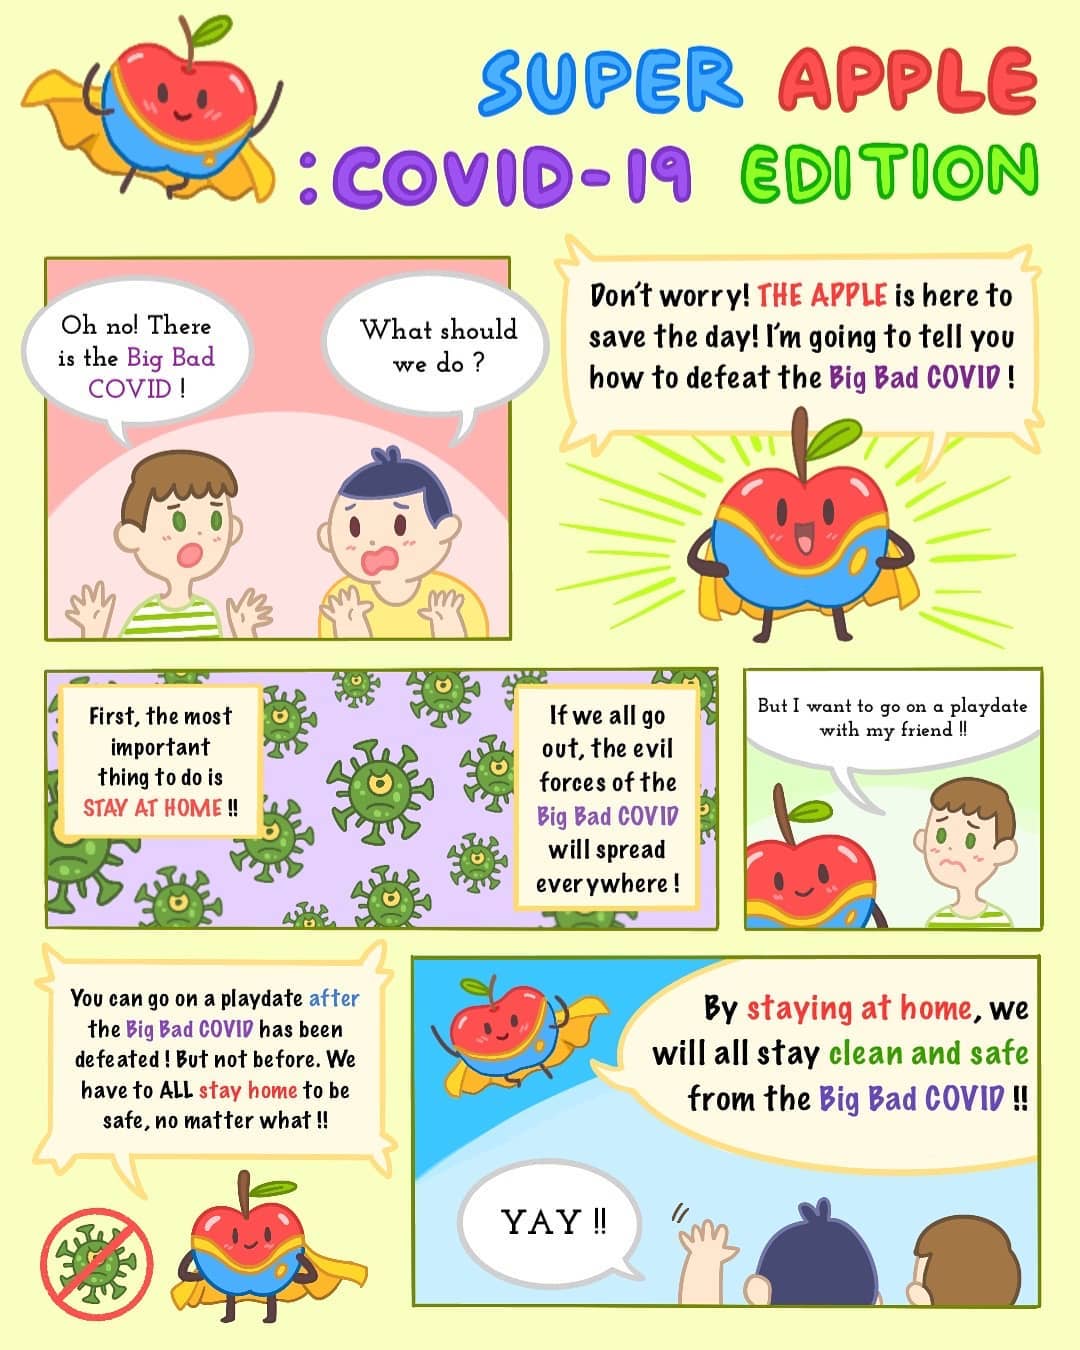 SUPER APPLE
:COVID-19 EDITION
Oh no! There
is the Big Bad
COVID !
What should
we do ?
Don't worry! THE APPLE is here to
save the day! I'm going to tell you
how to defeat the Big Bad COVID !
First, the most
important
thing to do is
STAY AT HOME !!
If we all go
out, the evil
forces of the
Big Bad COVID
will spread
everywhere !
But I want to go on a playdate
with my friend !!
You can go on a playdate after
the Big Bad COVID has been
defeated ! But not before. We
have to ALL stay home to be
safe, no matter what !!
By staying at home, we
will all stay clean and safe
from the Big Bad COVID !!
YAY !!